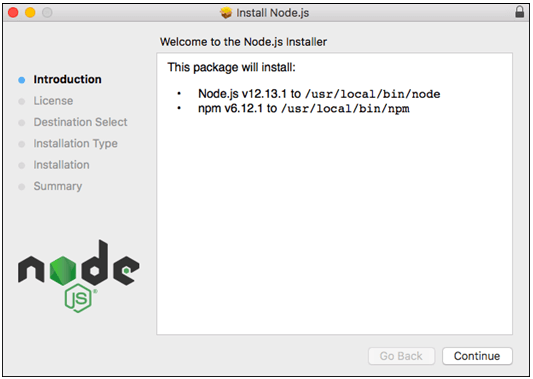 Install Node.js
Welcome to the Node.js Installer
Introduction
License
Destination Select
Installation Type
Installation
Summary
This package will install:
• Node.js v12.13.1 to /usr/local/bin/node
• npm v6.12.1 to /usr/local/bin/npm
node
JS®
Go Back
Continue